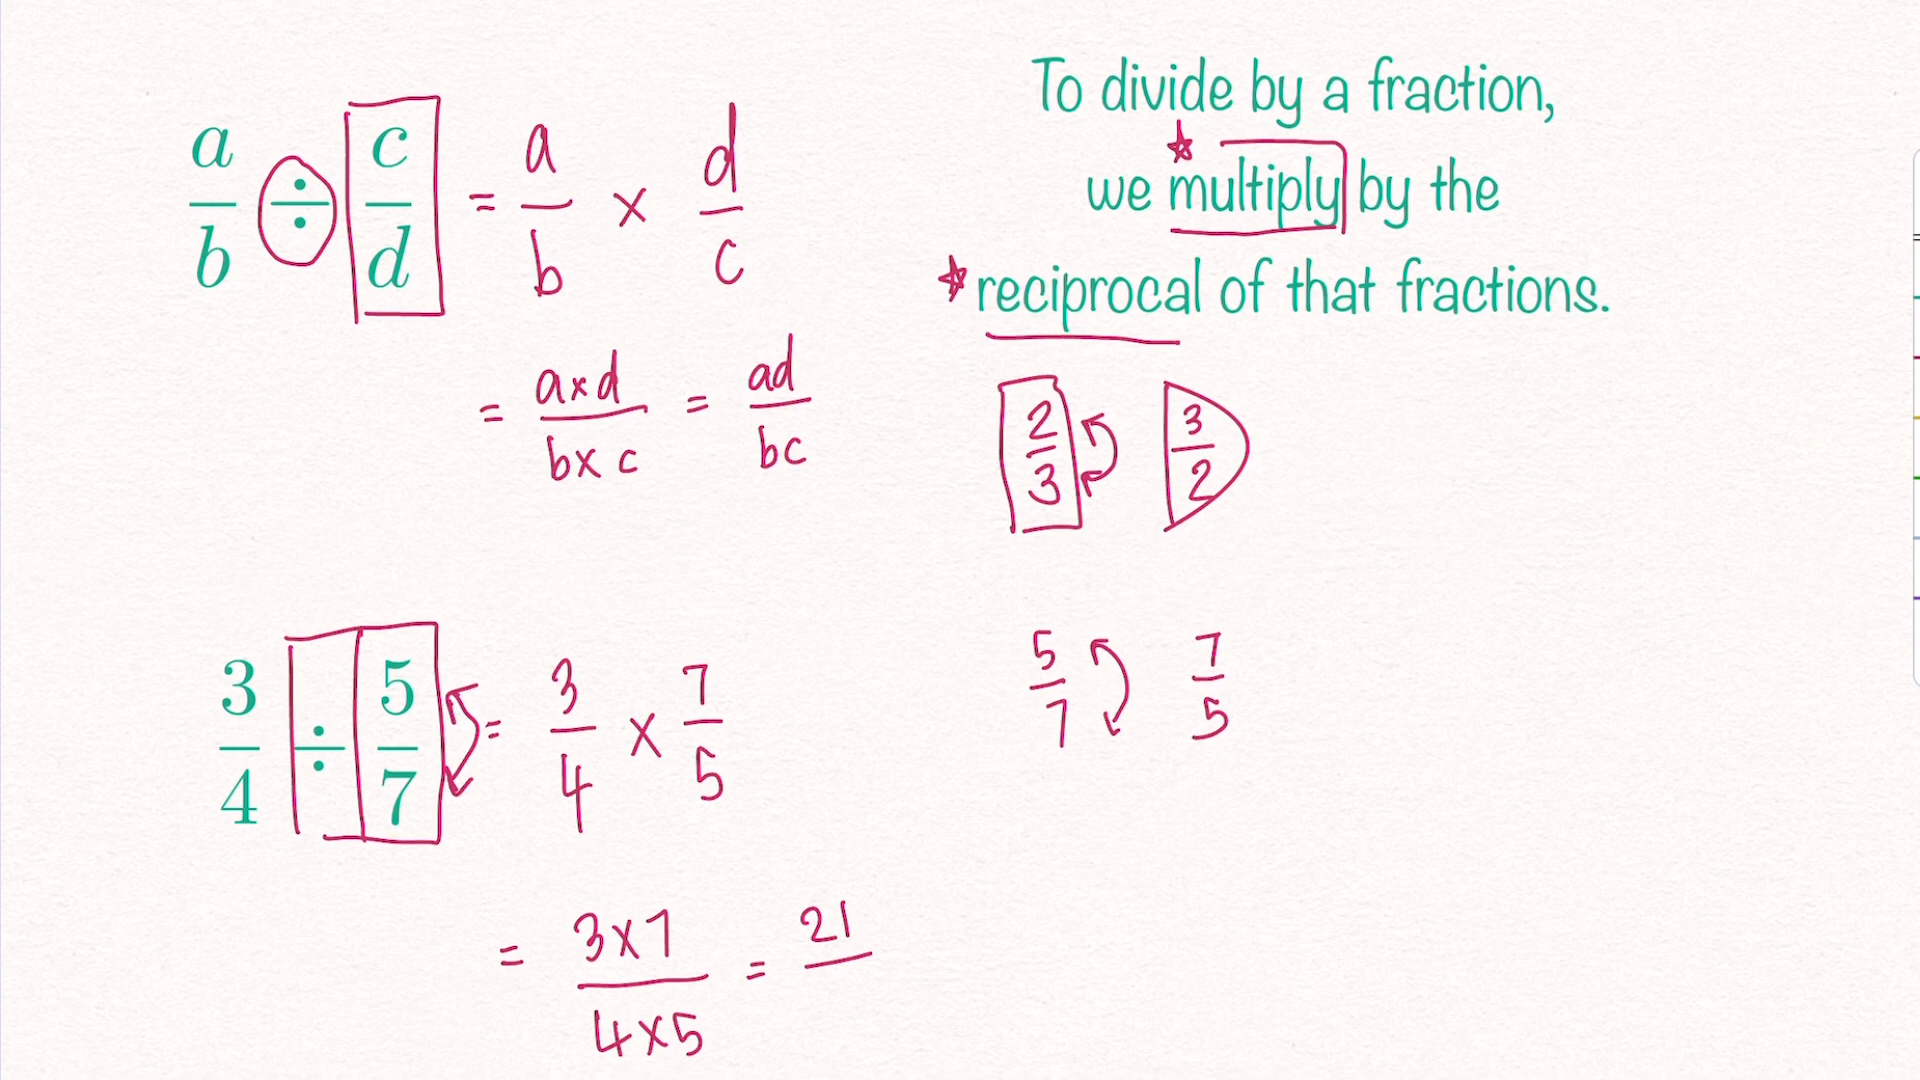 a/b ÷ c/d = a/b × d/c
= a×d/b×c = ad/bc
To divide by a fraction,
we multiply by the
reciprocal of that fractions.
2/3 3/2
3/4 ÷ 5/7 = 3/4 × 7/5
= 3×7/4×5 = 21
5/7 7/5